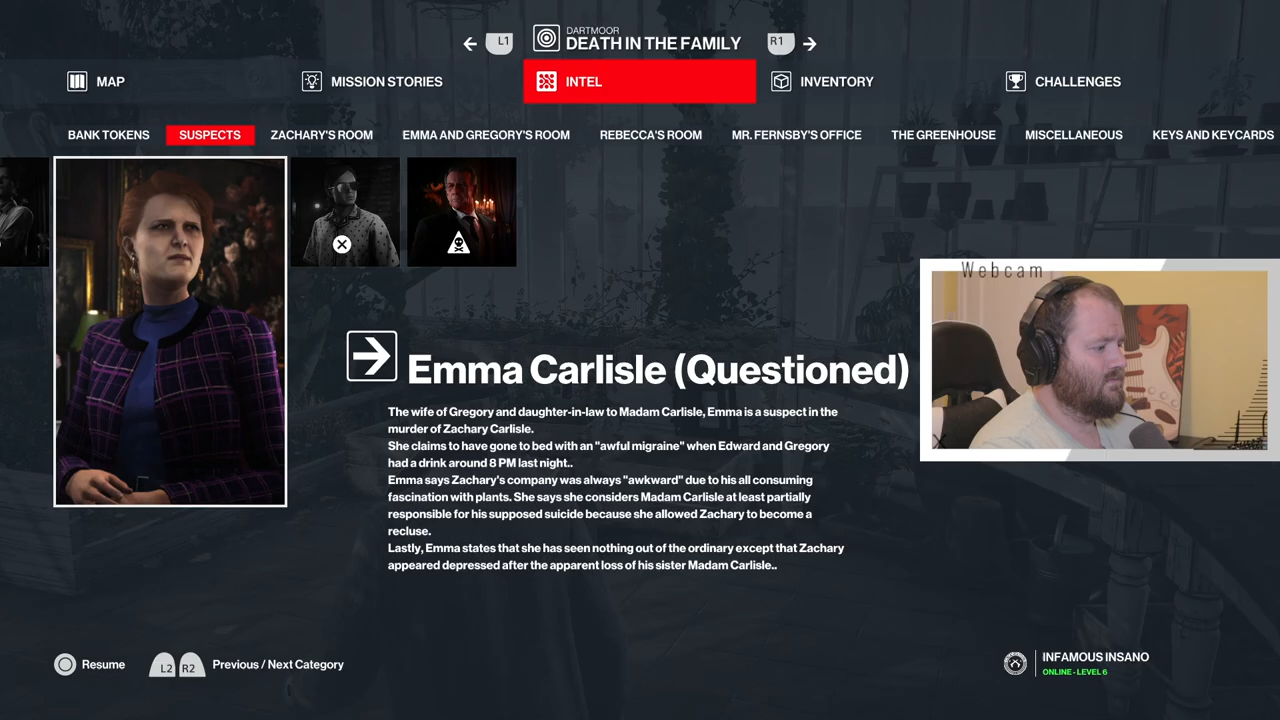 L1
DARTMOOR
DEATH IN THE FAMILY
R1
MAP
MISSION STORIES
INTEL
INVENTORY
CHALLENGES
BANK TOKENS
SUSPECTS
ZACHARY'S ROOM
EMMA AND GREGORY'S ROOM
REBECCA'S ROOM
MR. FERNSBY'S OFFICE
THE GREENHOUSE
MISCELLANEOUS
KEYS AND KEYCARDS
Webcam
Emma Carlisle (Questioned)
The wife of Gregory and daughter-in-law to Madam Carlisle, Emma is a suspect in the
murder of Zachary Carlisle.
She claims to have gone to bed with an "awful migraine" when Edward and Gregory
had a drink around 8 PM last night..
Emma says Zachary's company was always "awkward" due to his all consuming
fascination with plants. She says she considers Madam Carlisle at least partially
responsible for his supposed suicide because she allowed Zachary to become a
recluse.
Lastly, Emma states that she has seen nothing out of the ordinary except that Zachary
appeared depressed after the apparent loss of his sister Madam Carlisle..
Resume
L2 R2
Previous / Next Category
INFAMOUS INSANO
ONLINE - LEVEL 6